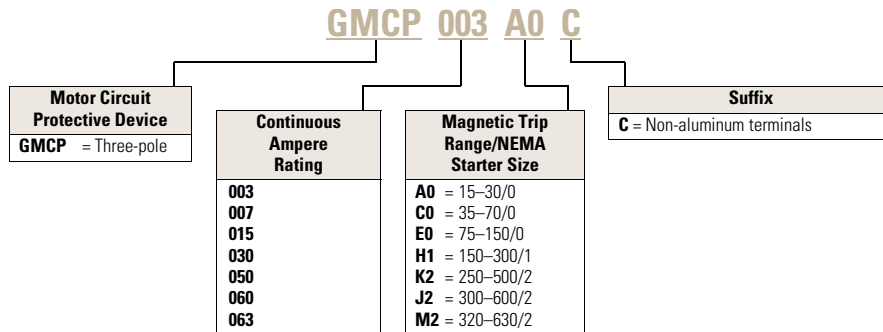 GMCP 003 A0 C
Motor Circuit
Protective Device
GMCP = Three-pole
Continuous
Ampere
Rating
003
007
015
030
050
060
063
Magnetic Trip
Range/NEMA
Starter Size
A0 = 15–30/0
C0 = 35–70/0
E0 = 75–150/0
H1 = 150–300/1
K2 = 250–500/2
J2 = 300–600/2
M2 = 320–630/2
Suffix
C = Non-aluminum terminals